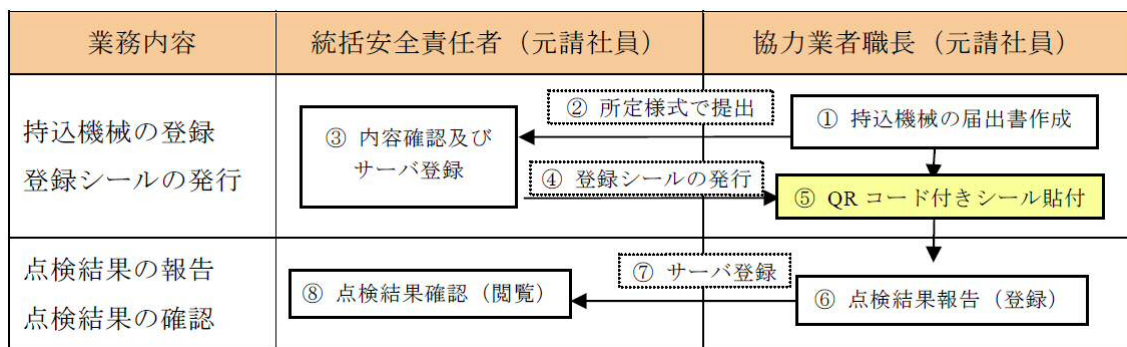 業務内容
統括安全責任者（元請社員）
協力業者職長（元請社員）
持込機械の登録
登録シールの発行
① 持込機械の届出書作成
② 所定様式で提出
③ 内容確認及び
サーバ登録
④ 登録シールの発行
⑤ QR コード付きシール貼付
点検結果の報告
点検結果の確認
⑥ 点検結果報告（登録）
⑦ サーバ登録
⑧ 点検結果確認（閲覧）